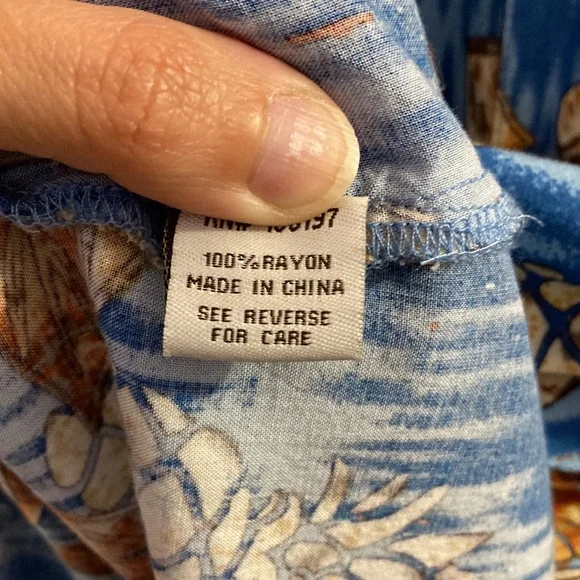 100% RAYON
MADE IN CHINA
SEE REVERSE
FOR CARE